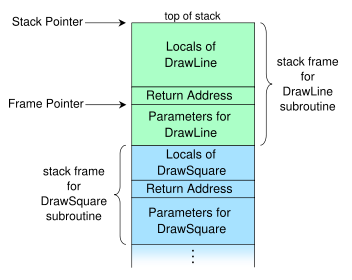 top of stack
Stack Pointer
Locals of
DrawLine
Return Address
Frame Pointer
Parameters for
DrawLine
stack frame
for
DrawLine
subroutine
Locals of
DrawSquare
Return Address
Parameters for
DrawSquare
stack frame
for
DrawSquare
subroutine